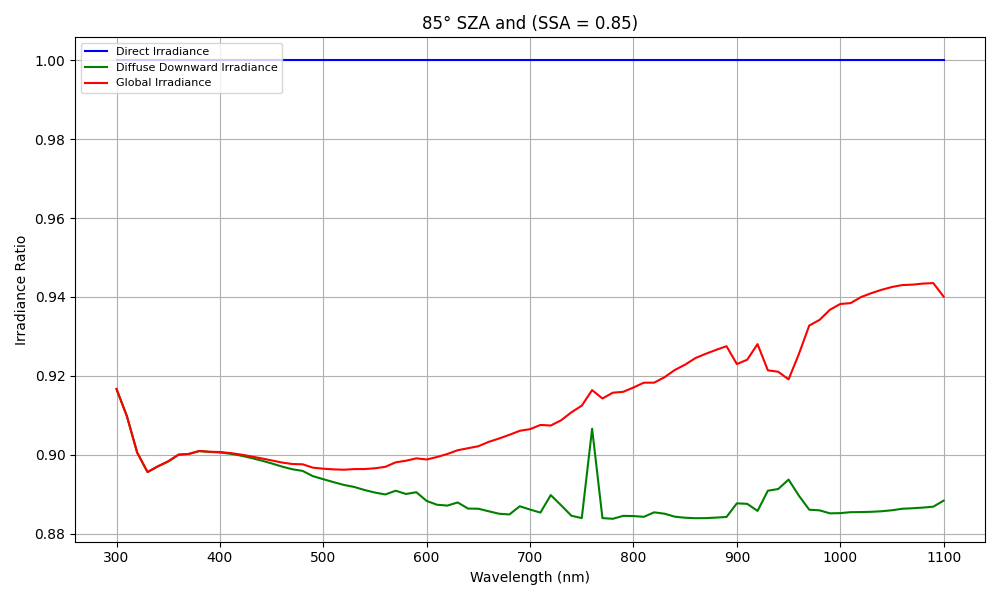 85° SZA and (SSA = 0.85)
Direct Irradiance
Diffuse Downward Irradiance
Global Irradiance
1.00
0.98
0.96
0.94
0.92
0.90
0.88
Irradiance Ratio
300 400 500 600 700 800 900 1000 1100
Wavelength (nm)